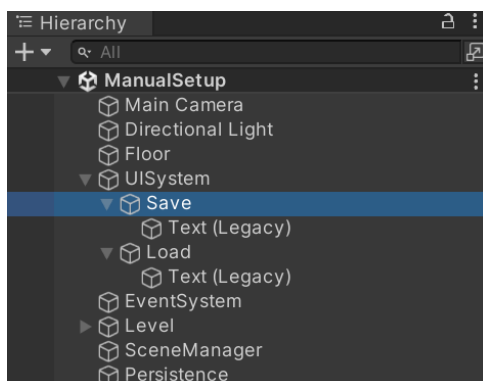 Hierarchy
All
ManualSetup
Main Camera
Directional Light
Floor
UISystem
Save
Text (Legacy)
Load
Text (Legacy)
EventSystem
Level
SceneManager
Persistence